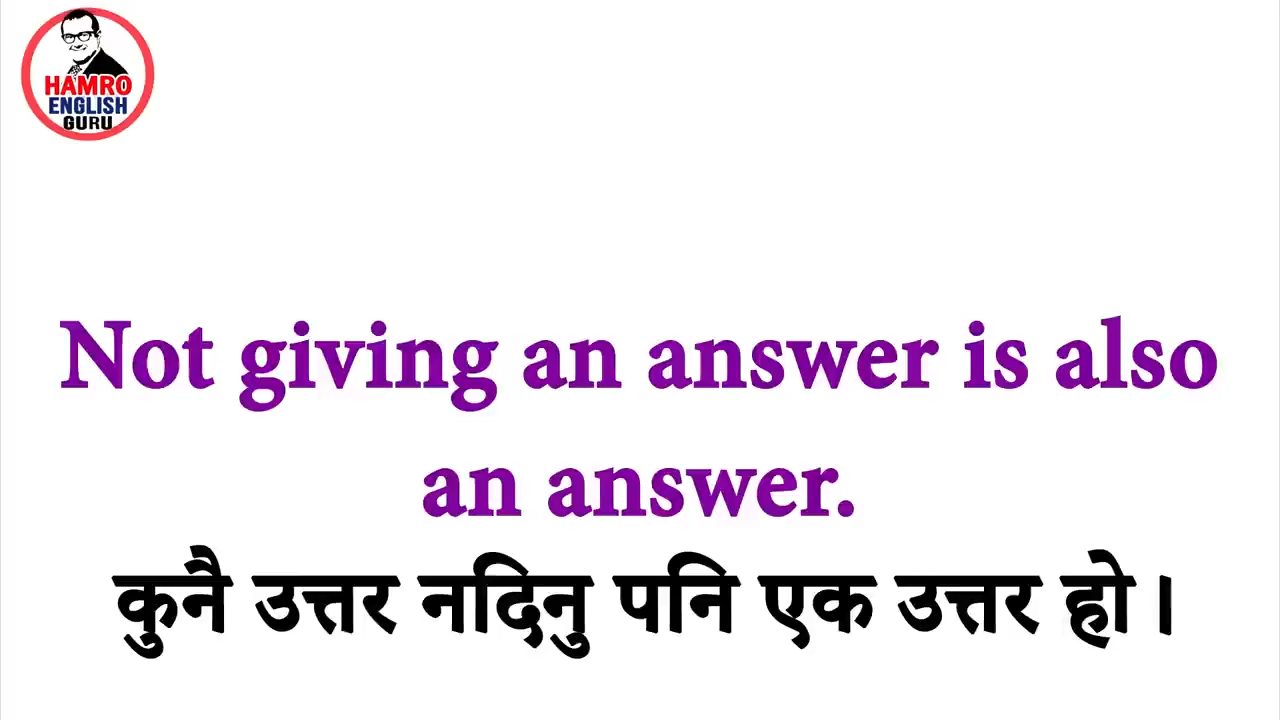 HAMRO
ENGLISH
GURU
Not giving an answer is also
an answer.
कुनै उत्तर नदिनु पनि एक उत्तर हो।